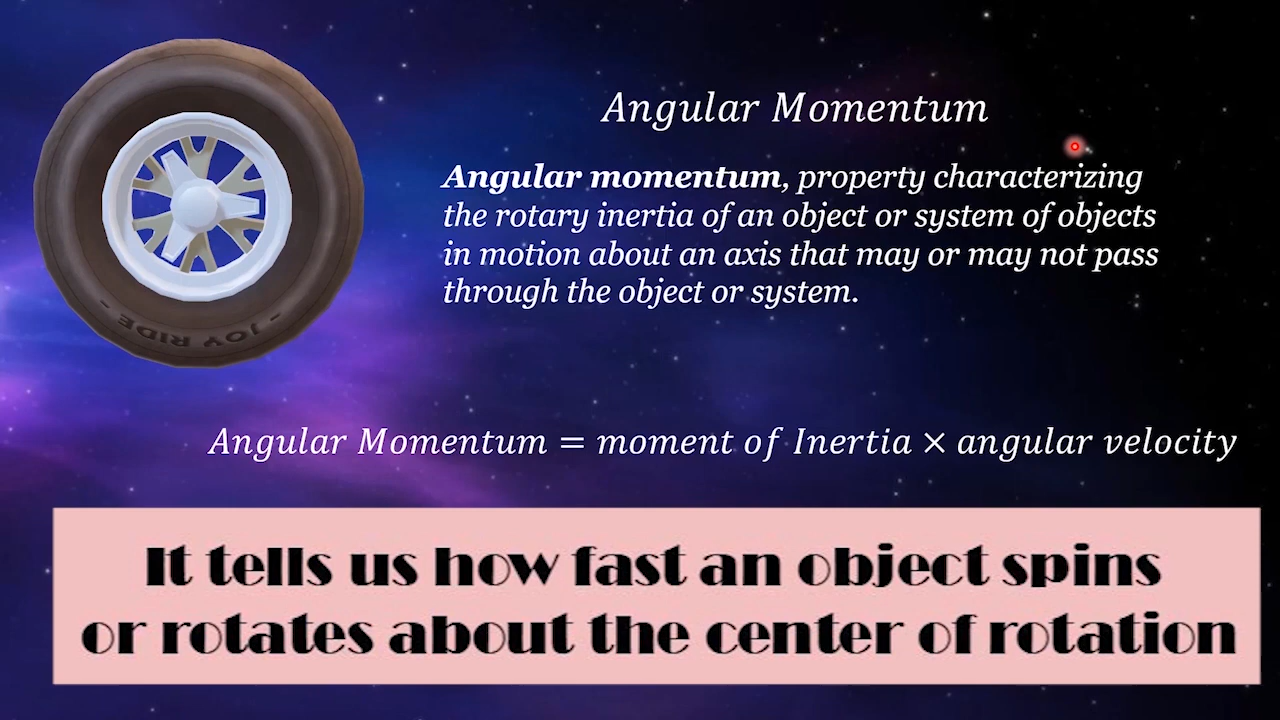 Angular Momentum
Angular momentum, property characterizing
the rotary inertia of an object or system of objects
in motion about an axis that may or may not pass
through the object or system.
- JOY RIDE -
Angular Momentum = moment of Inertia × angular velocity
It tells us how fast an object spins
or rotates about the center of rotation